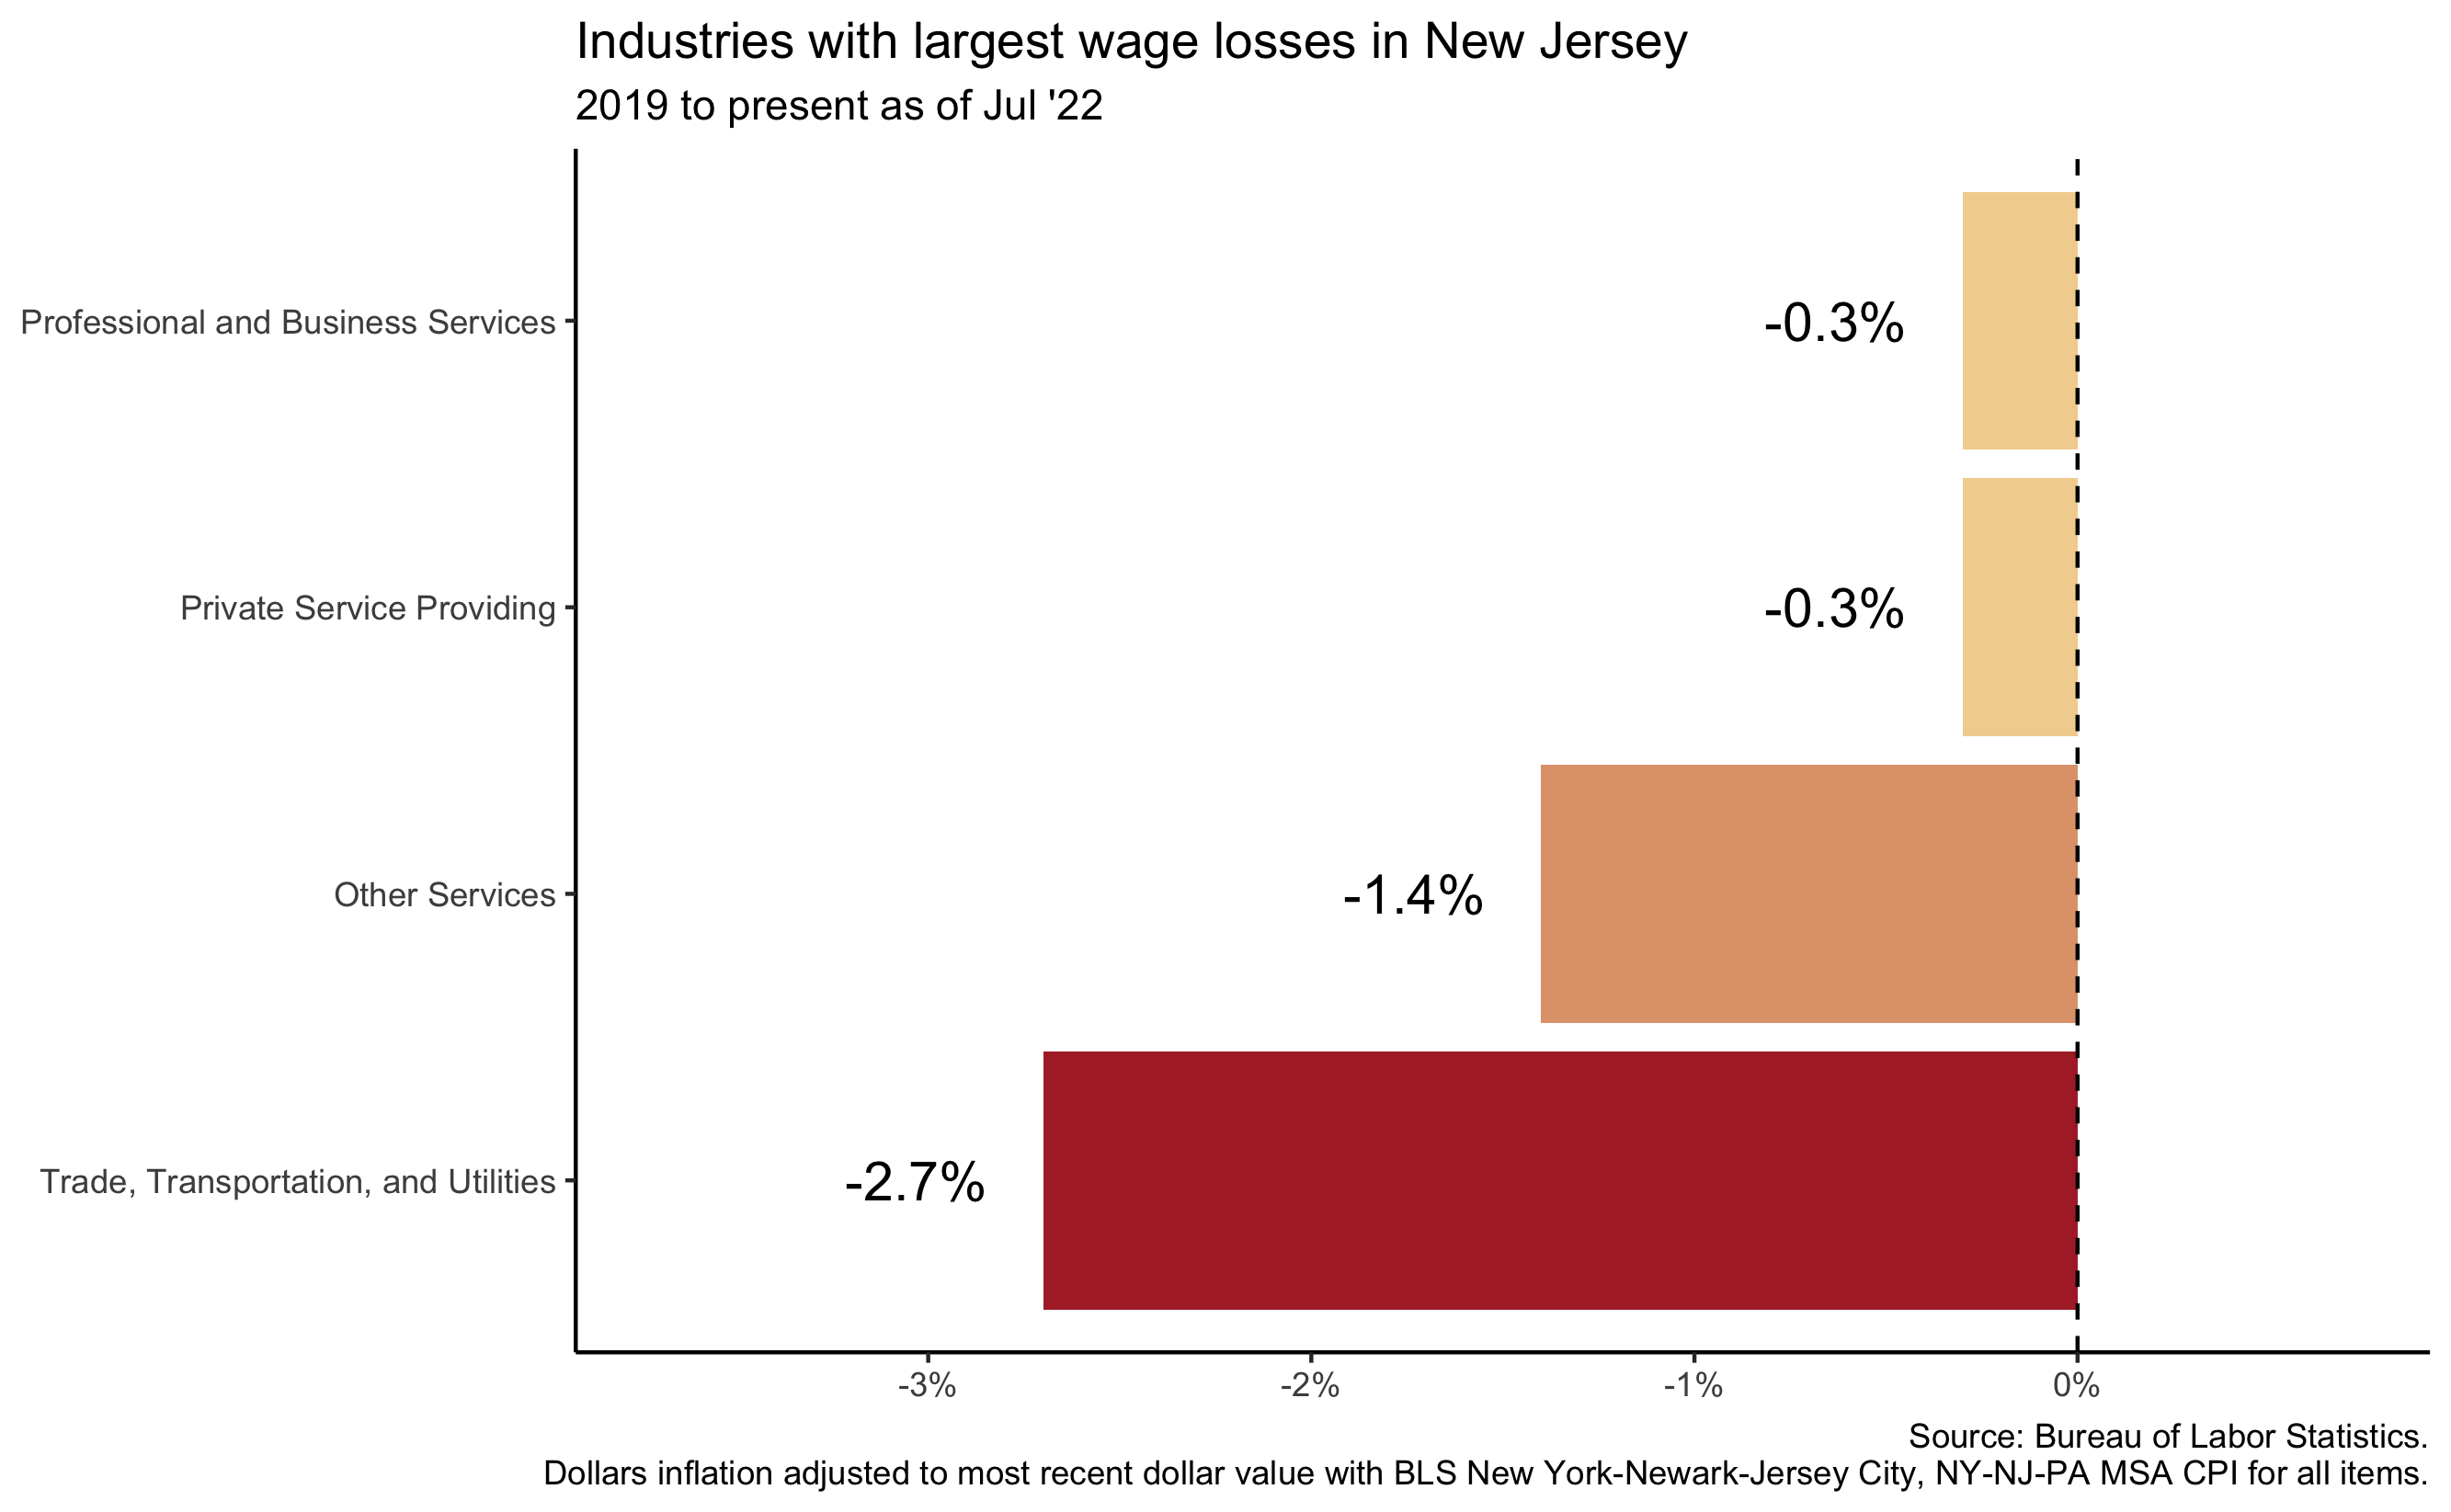 Industries with largest wage losses in New Jersey
2019 to present as of Jul '22
Professional and Business Services
-0.3%
Private Service Providing
-0.3%
Other Services
-1.4%
Trade, Transportation, and Utilities
-2.7%
-3%
-2%
-1%
0%
Source: Bureau of Labor Statistics.
Dollars inflation adjusted to most recent dollar value with BLS New York-Newark-Jersey City, NY-NJ-PA MSA CPI for all items.